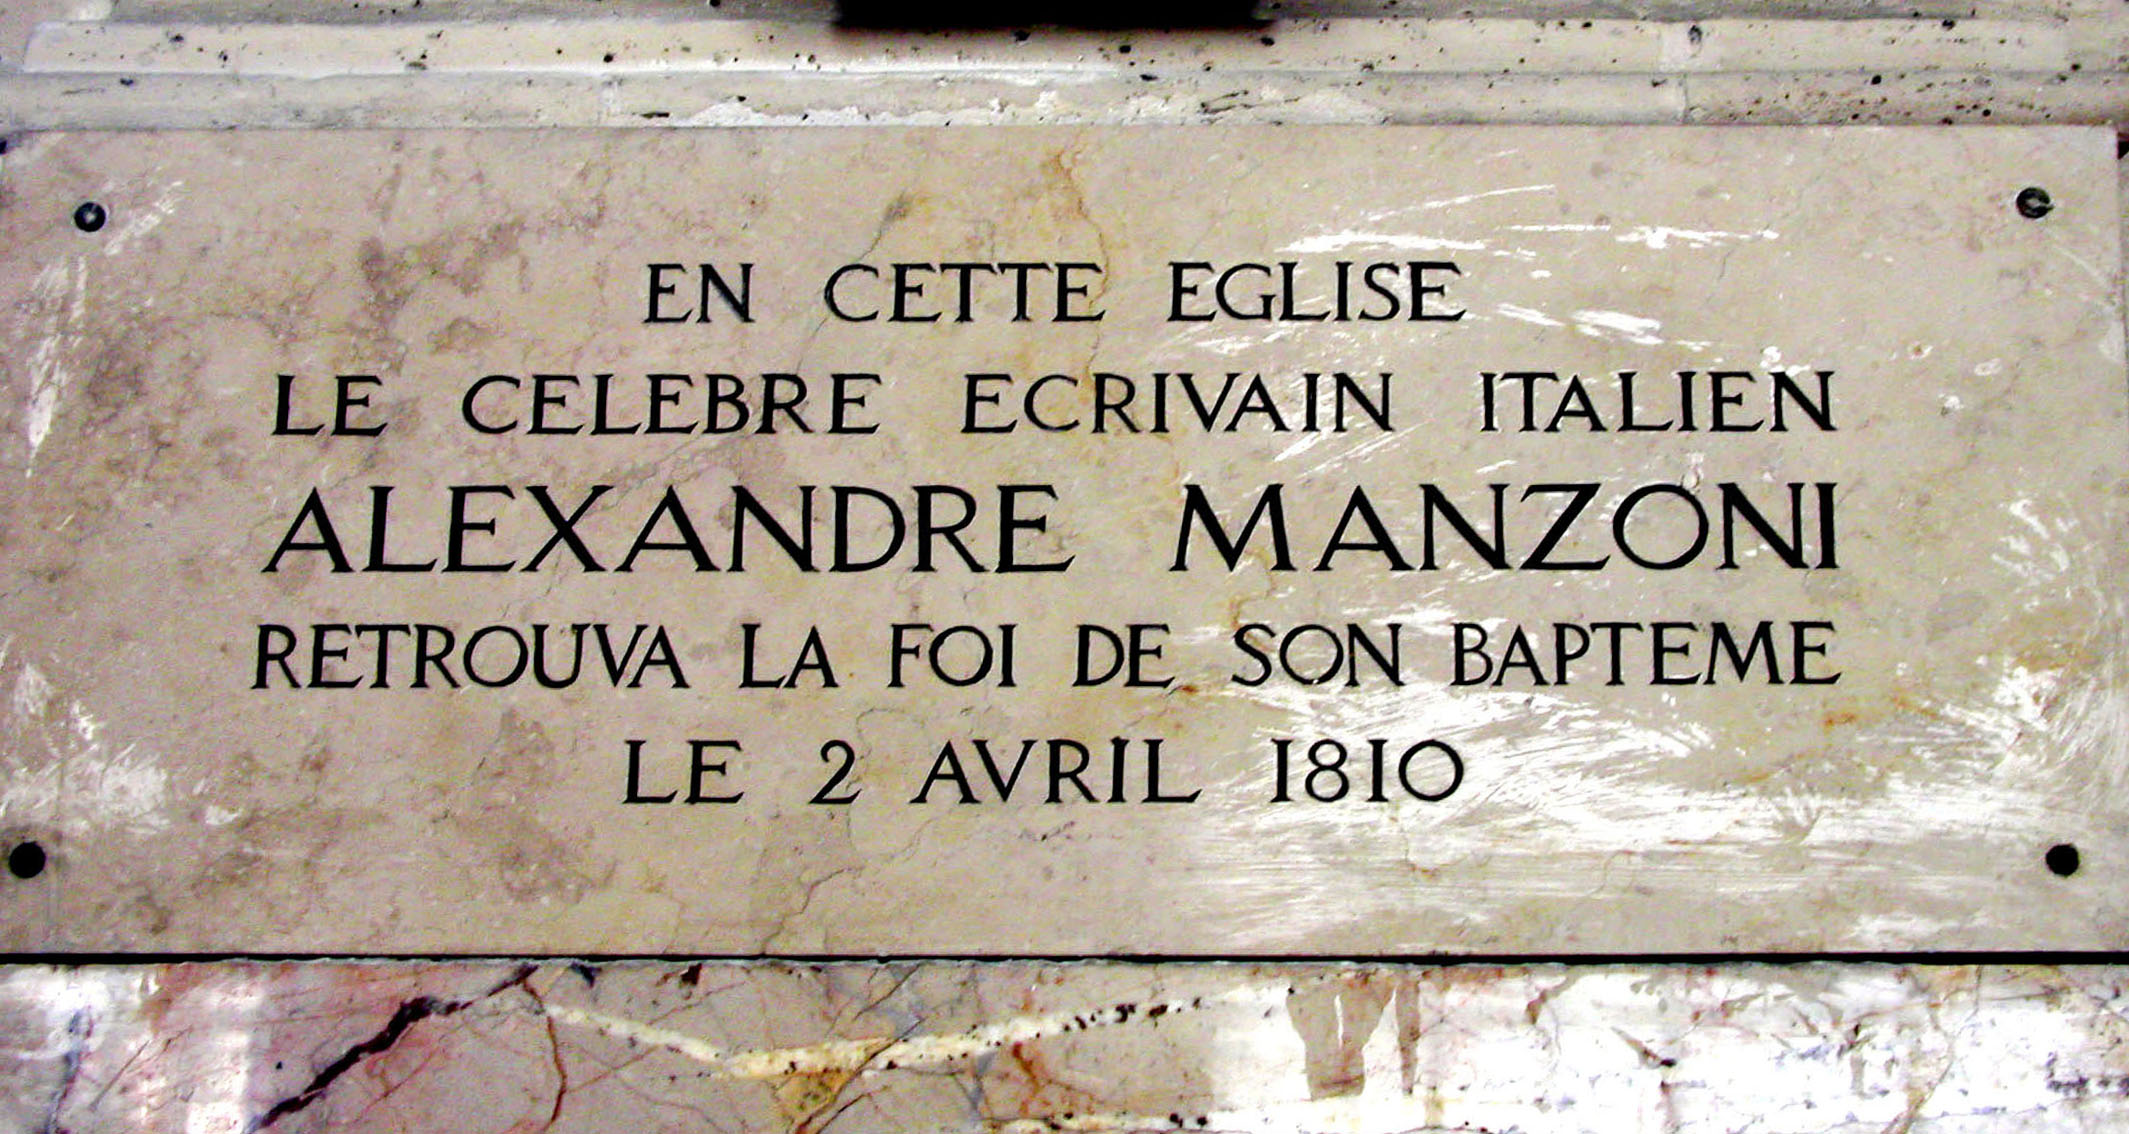 EN CETTE EGLISE
LE CELEBRE ECRIVAIN ITALIEN
ALEXANDRE MANZONI
RETROUVA LA FOI DE SON BAPTEME
LE 2 AVRIL 1810